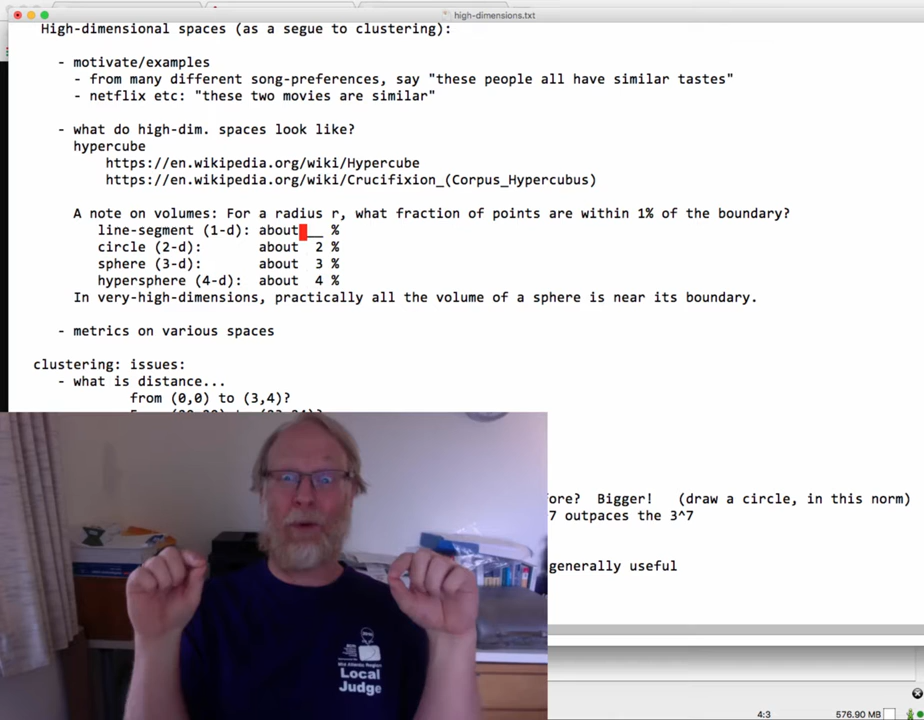 high-dimensions.txt
High-dimensional spaces (as a segue to clustering):
- motivate/examples
- from many different song-preferences, say "these people all have similar tastes"
- netflix etc: "these two movies are similar"
- what do high-dim. spaces look like?
hypercube
https://en.wikipedia.org/wiki/Hypercube
https://en.wikipedia.org/wiki/Crucifixion_(Corpus_Hypercubus)
A note on volumes: For a radius r, what fraction of points are within 1% of the boundary?
line-segment (1-d): about __ %
circle (2-d): about 2 %
sphere (3-d): about 3 %
hypersphere (4-d): about 4 %
In very-high-dimensions, practically all the volume of a sphere is near its boundary.
- metrics on various spaces
clustering: issues:
- what is distance...
from (0,0) to (3,4)?
Bigger! (draw a circle, in this norm)
7 outpaces the 3^7
generally useful
Mid Atlantic Region
Local
Judge
4:3 576.90 MB